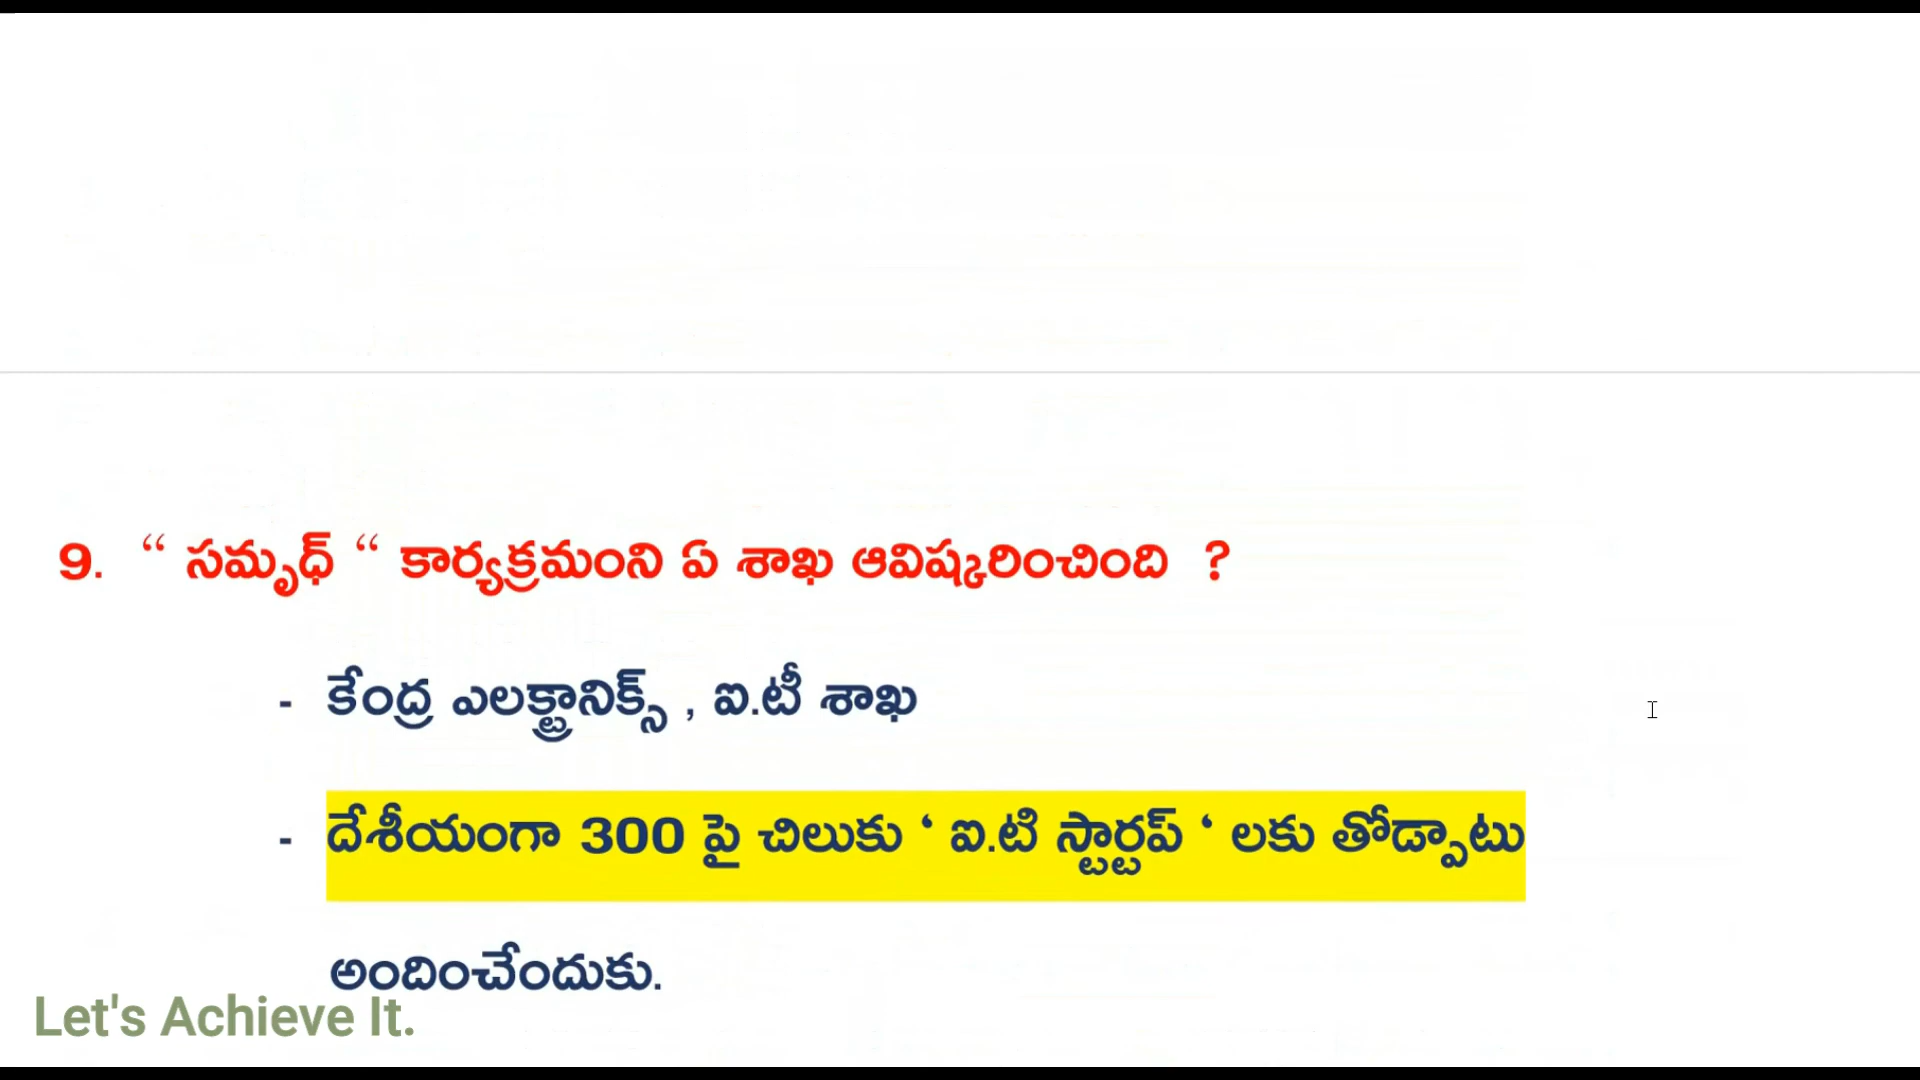 9. “ సమృధ్ “ కార్యక్రమంని ఏ శాఖ ఆవిష్కరించింది ?
- కేంద్ర ఎలక్ట్రానిక్స్ , ఐ.టీ శాఖ
- దేశీయంగా 300 పై చిలుకు ‘ ఐ.టి స్టార్టప్ ‘ లకు తోడ్పాటు
అందించేందుకు.
Let's Achieve It.